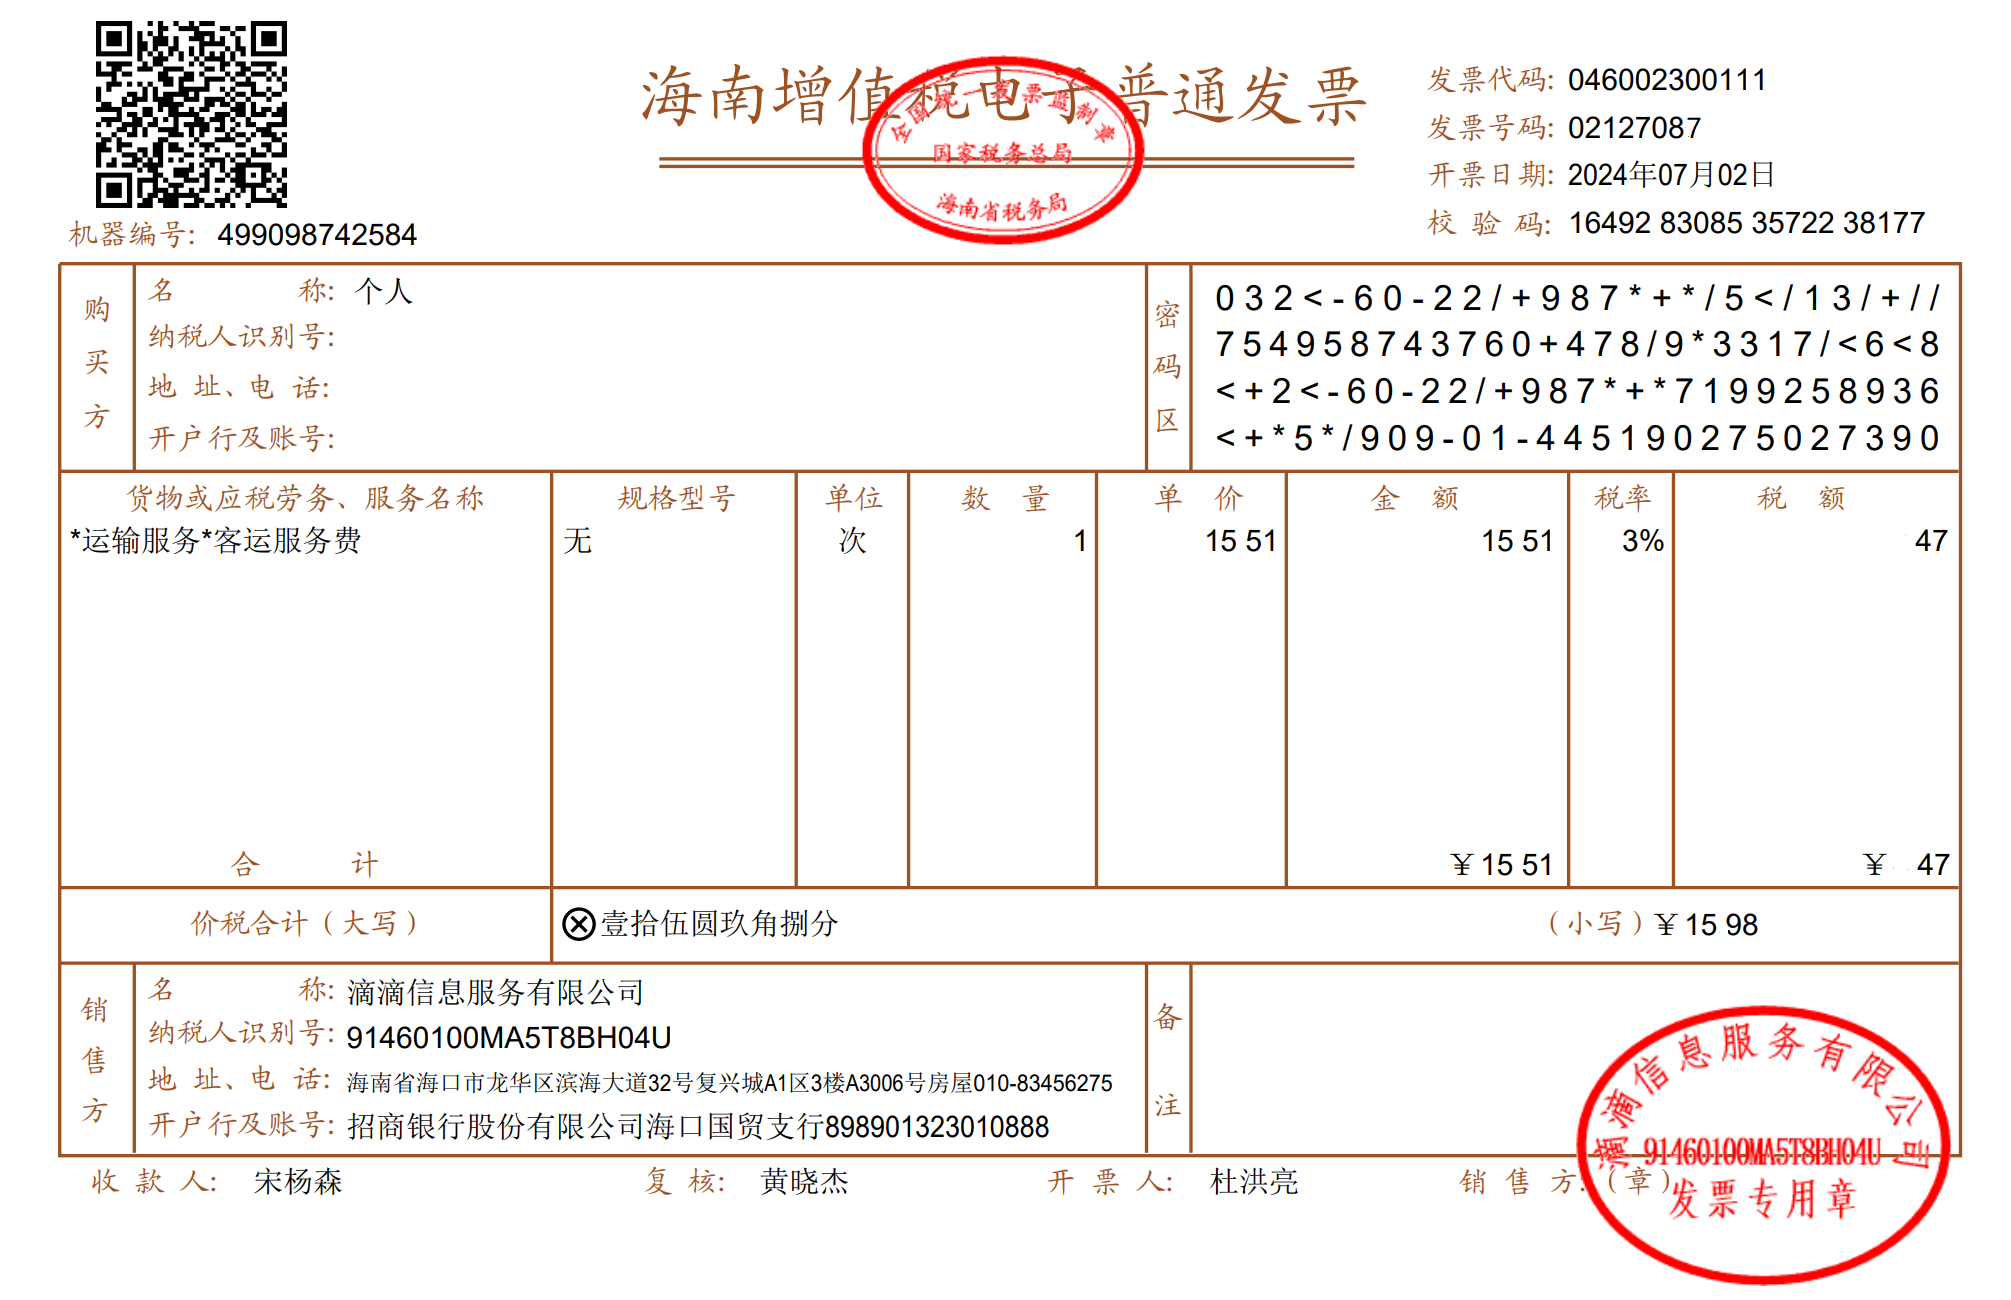 海南增值税电子普通发票
全国统一发票监制章
国家税务总局
海南省税务局
发票代码: 046002300111
发票号码: 02127087
开票日期: 2024年07月02日
校验码: 16492 83085 35722 38177
机器编号: 499098742584
购买方
名称: 个人
纳税人识别号:
地址、电话:
开户行及账号:
密码区
032<-60-22/+987*+*/5</13/+//
754958743760+478/9*3317/<6<8
<+2<-60-22/+987*+*7199258936
<+*5*/909-01-445190275027390
货物或应税劳务、服务名称 规格型号 单位 数量 单价 金额 税率 税额
*运输服务*客运服务费 无 次 1 15 51 15 51 3% 47
合计 ¥15 51 ¥ 47
价税合计（大写） ⊗壹拾伍圆玖角捌分 （小写）¥15 98
销售方
名称: 滴滴信息服务有限公司
纳税人识别号: 91460100MA5T8BH04U
地址、电话: 海南省海口市龙华区滨海大道32号复兴城A1区3楼A3006号房屋010-83456275
开户行及账号: 招商银行股份有限公司海口国贸支行898901323010888
备注
滴滴信息服务有限公司
91460100MA5T8BH04U
发票专用章
收款人: 宋杨森 复核: 黄晓杰 开票人: 杜洪亮 销售方:（章）